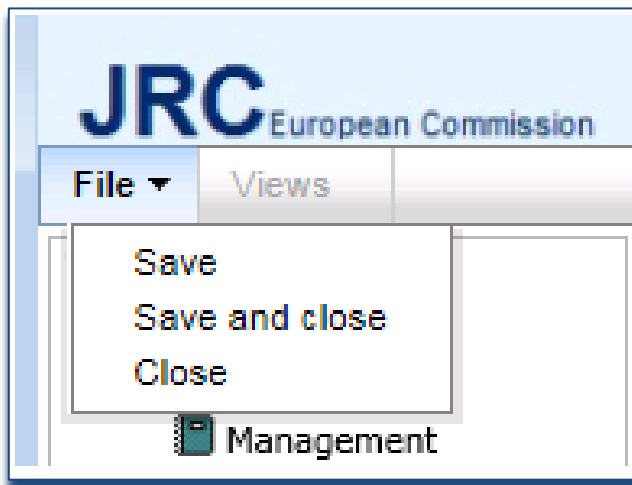 JRC European Commission
File Views
Save
Save and close
Close
Management